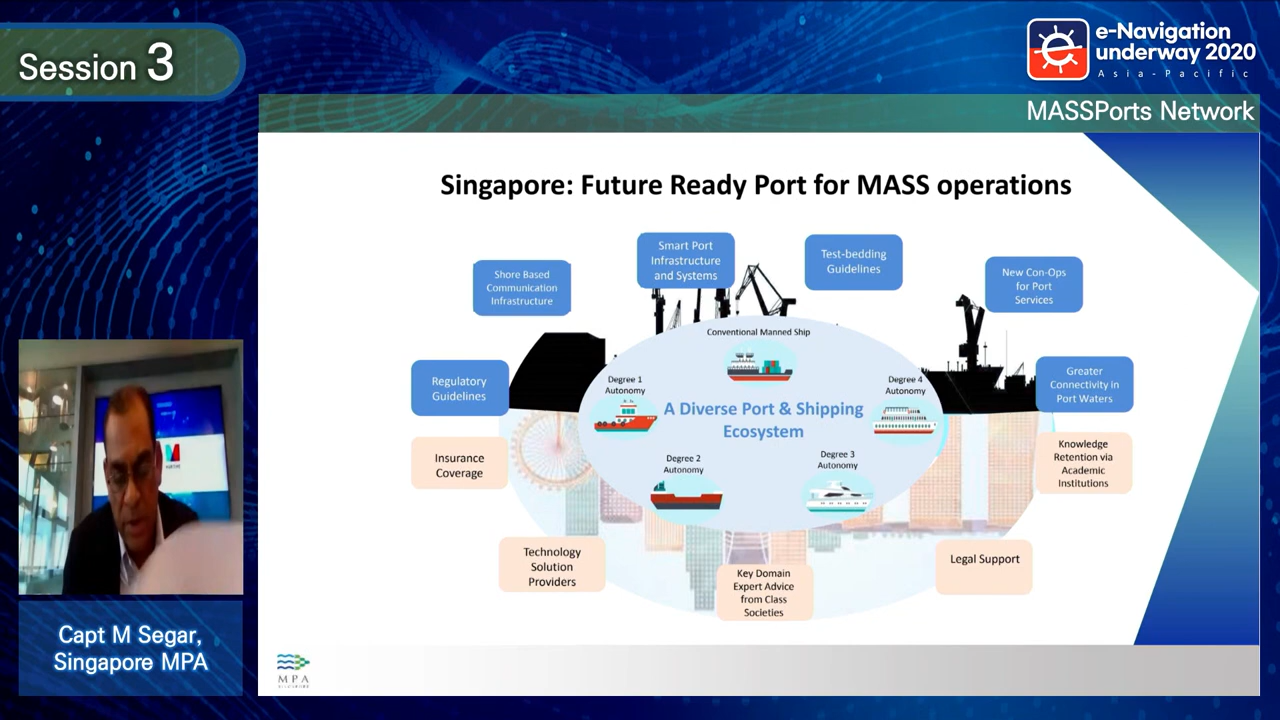 Session 3
e-Navigation
underway 2020
Asia-Pacific
MASSPorts Network
Singapore: Future Ready Port for MASS operations
Shore Based
Communication
Infrastructure
Smart Port
Infrastructure
and Systems
Test-bedding
Guidelines
New Con-Ops
for Port
Services
Regulatory
Guidelines
Greater
Connectivity in
Port Waters
Conventional Manned Ship
Degree 1
Autonomy
Degree 4
Autonomy
A Diverse Port & Shipping
Ecosystem
Degree 2
Autonomy
Degree 3
Autonomy
Insurance
Coverage
Knowledge
Retention via
Academic
Institutions
Technology
Solution
Providers
Key Domain
Expert Advice
from Class
Societies
Legal Support
Capt M Segar,
Singapore MPA
MPA